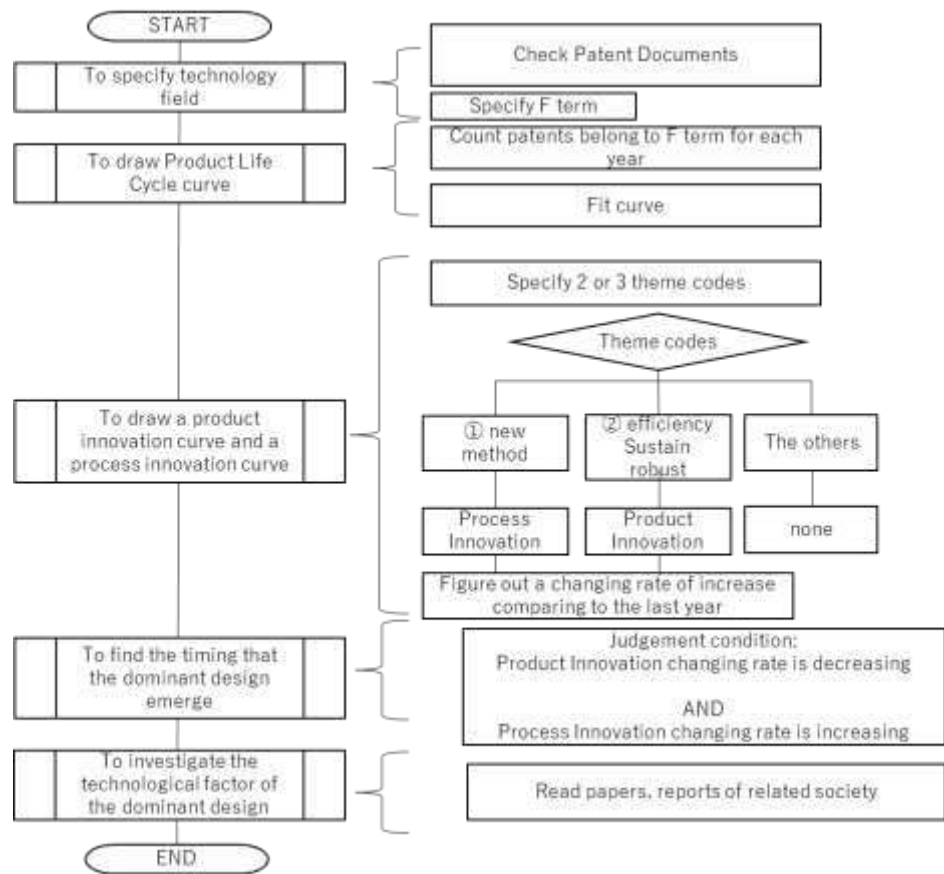 START
To specify technology
field
Check Patent Documents
Specify F term
To draw Product Life
Cycle curve
Count patents belong to F term for each
year
Fit curve
To draw a product
innovation curve and a
process innovation curve
Specify 2 or 3 theme codes
Theme codes
① new
method
② efficiency
Sustain
robust
The others
Process
Innovation
Product
Innovation
none
Figure out a changing rate of increase
comparing to the last year
To find the timing that
the dominant design
emerge
Judgement condition:
Product Innovation changing rate is decreasing
AND
Process Innovation changing rate is increasing
To investigate the
technological factor of
the dominant design
Read papers, reports of related society
END